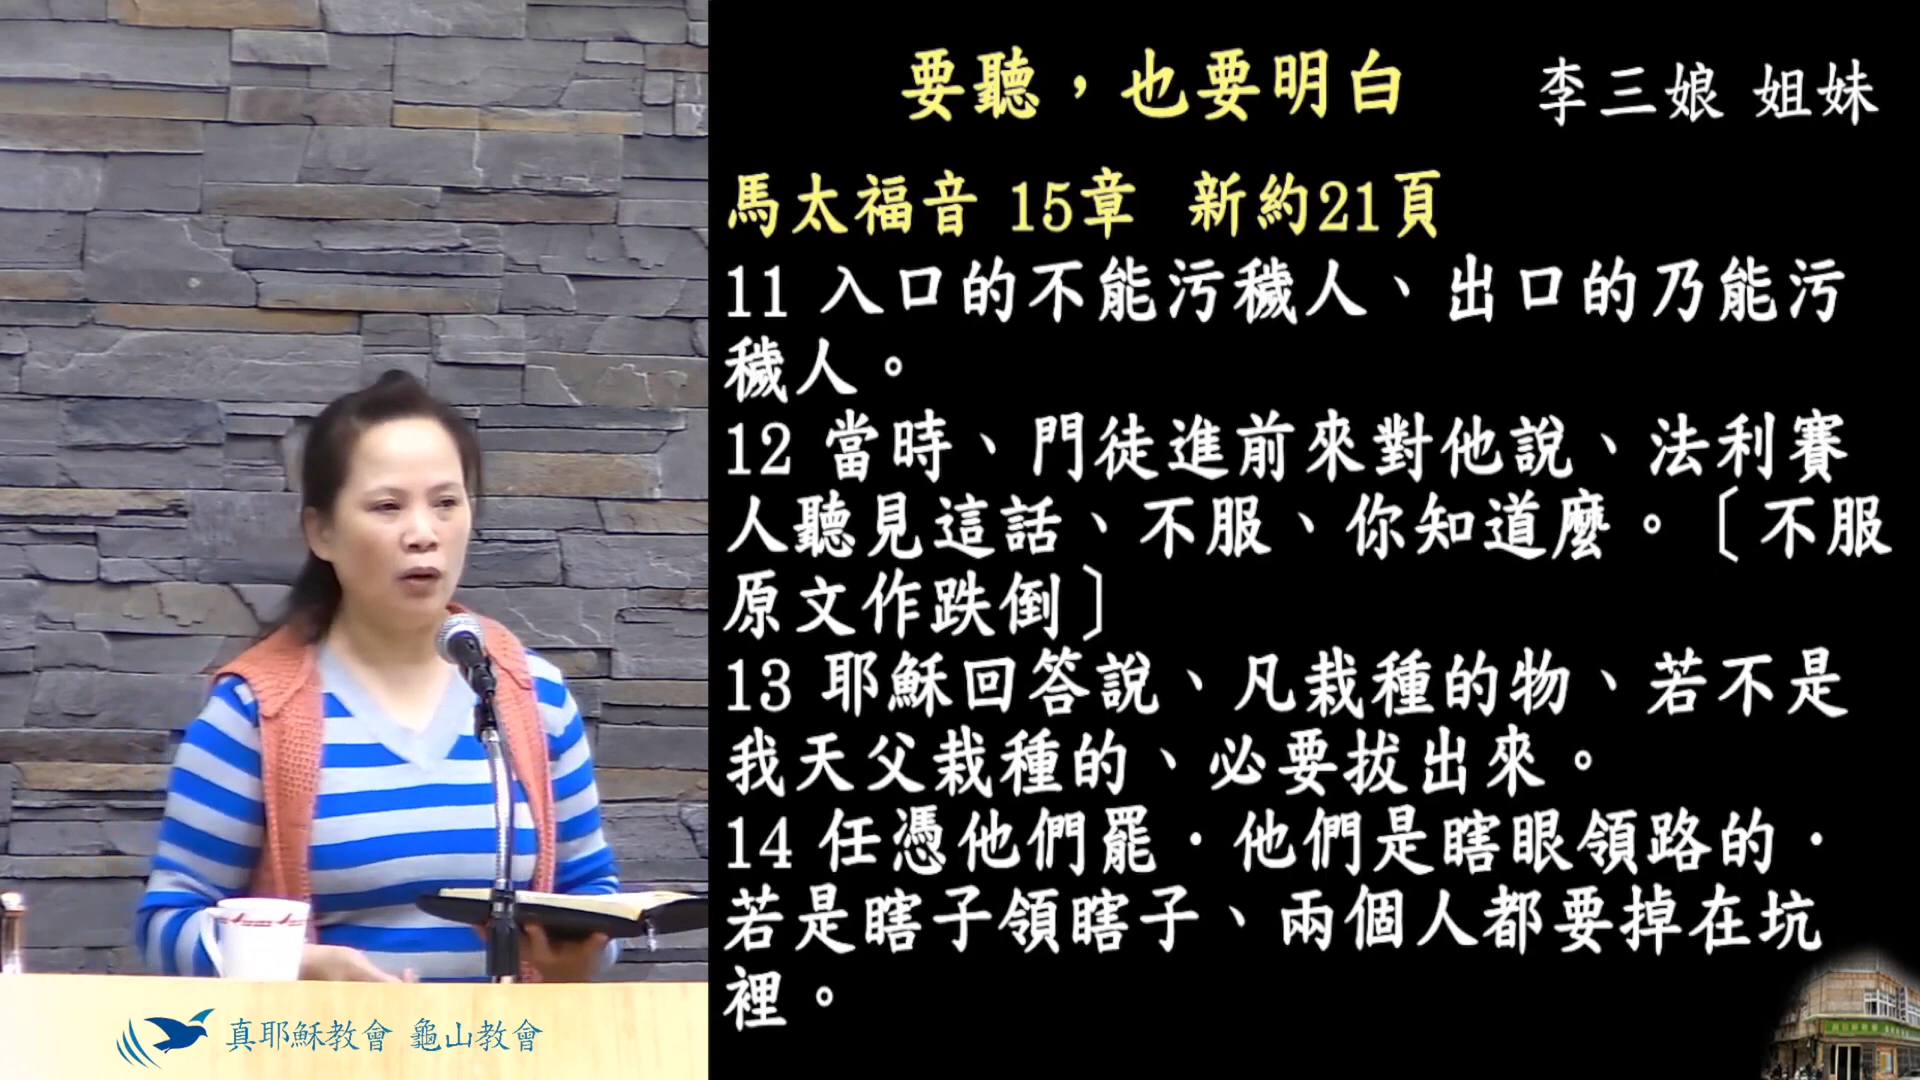 要聽，也要明白 李三娘 姐妹
馬太福音 15章 新約21頁
11 入口的不能污穢人、出口的乃能污
穢人。
12 當時、門徒進前來對他說、法利賽
人聽見這話、不服、你知道麼。〔不服
原文作跌倒〕
13 耶穌回答說、凡栽種的物、若不是
我天父栽種的、必要拔出來。
14 任憑他們罷．他們是瞎眼領路的．
若是瞎子領瞎子、兩個人都要掉在坑
裡。
真耶穌教會 龜山教會